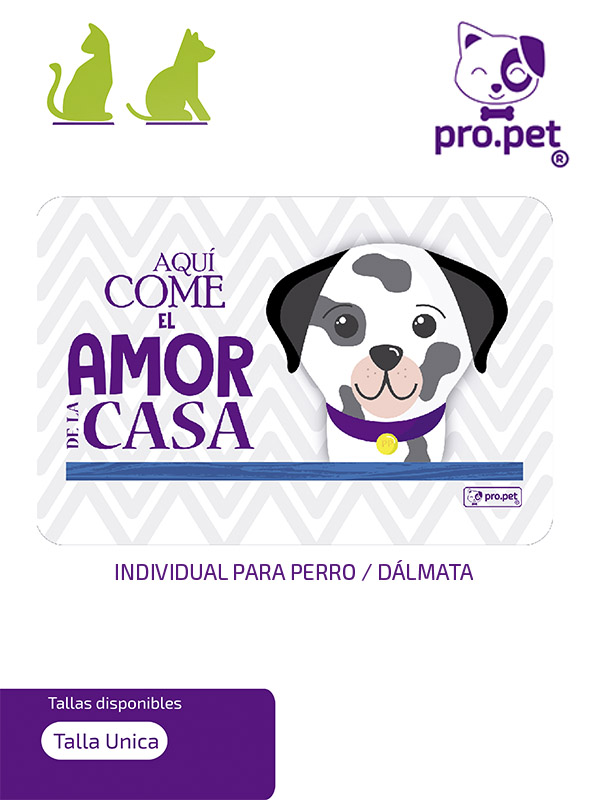 pro.pet
®
AQUÍ
COME
EL
AMOR
DE LA
CASA
PP
pro.pet
®
INDIVIDUAL PARA PERRO / DÁLMATA
Tallas disponibles
Talla Unica